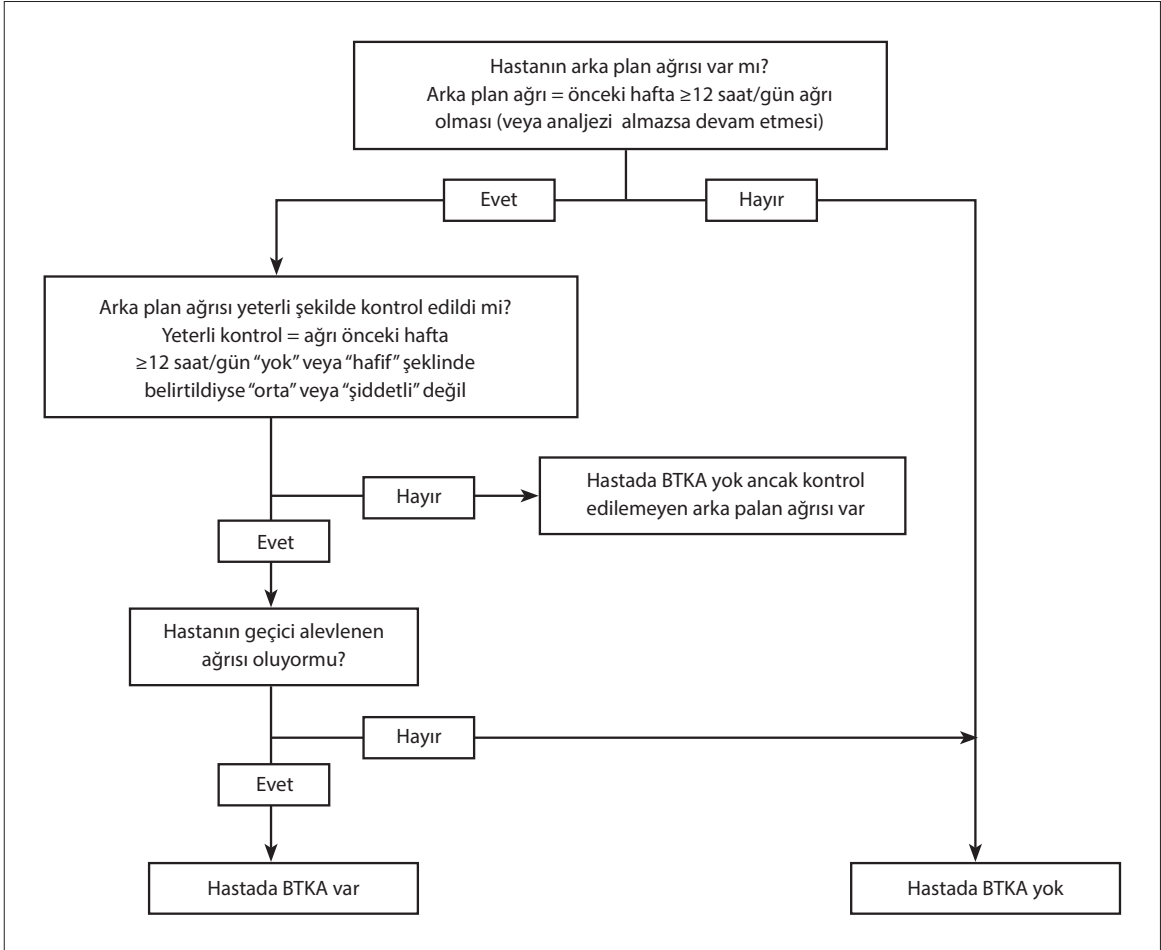 Hastanın arka plan ağrısı var mı?
Arka plan ağrı = önceki hafta ≥12 saat/gün ağrı
olması (veya analjezi almazsa devam etmesi)
Evet
Hayır
Arka plan ağrısı yeterli şekilde kontrol edildi mi?
Yeterli kontrol = ağrı önceki hafta
≥12 saat/gün “yok” veya “hafif” şeklinde
belirtildiyse “orta” veya “şiddetli” değil
Hayır
Hastada BTKA yok ancak kontrol
edilemeyen arka palan ağrısı var
Evet
Hastanın geçici alevlenen
ağrısı oluyormu?
Hayır
Evet
Hastada BTKA var
Hastada BTKA yok